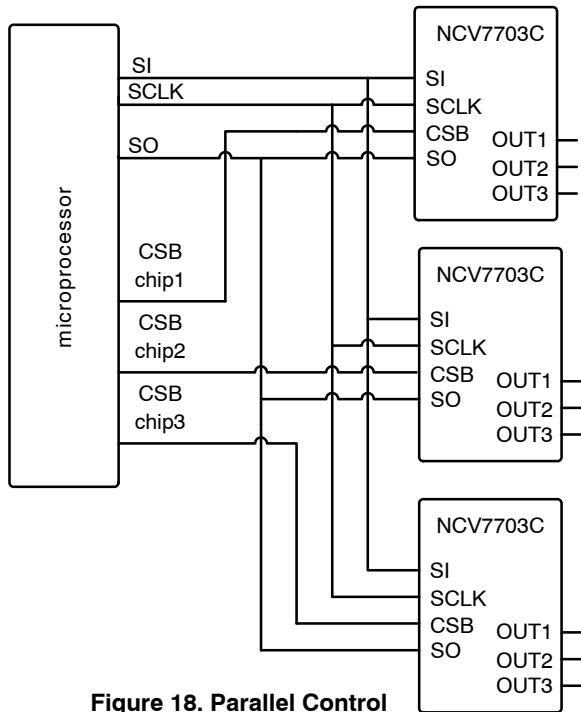 SI
SCLK
SO
microprocessor
CSB
chip1
CSB
chip2
CSB
chip3
NCV7703C
SI
SCLK
CSB
SO
OUT1
OUT2
OUT3
NCV7703C
SI
SCLK
CSB
SO
OUT1
OUT2
OUT3
NCV7703C
SI
SCLK
CSB
SO
OUT1
OUT2
OUT3
Figure 18. Parallel Control